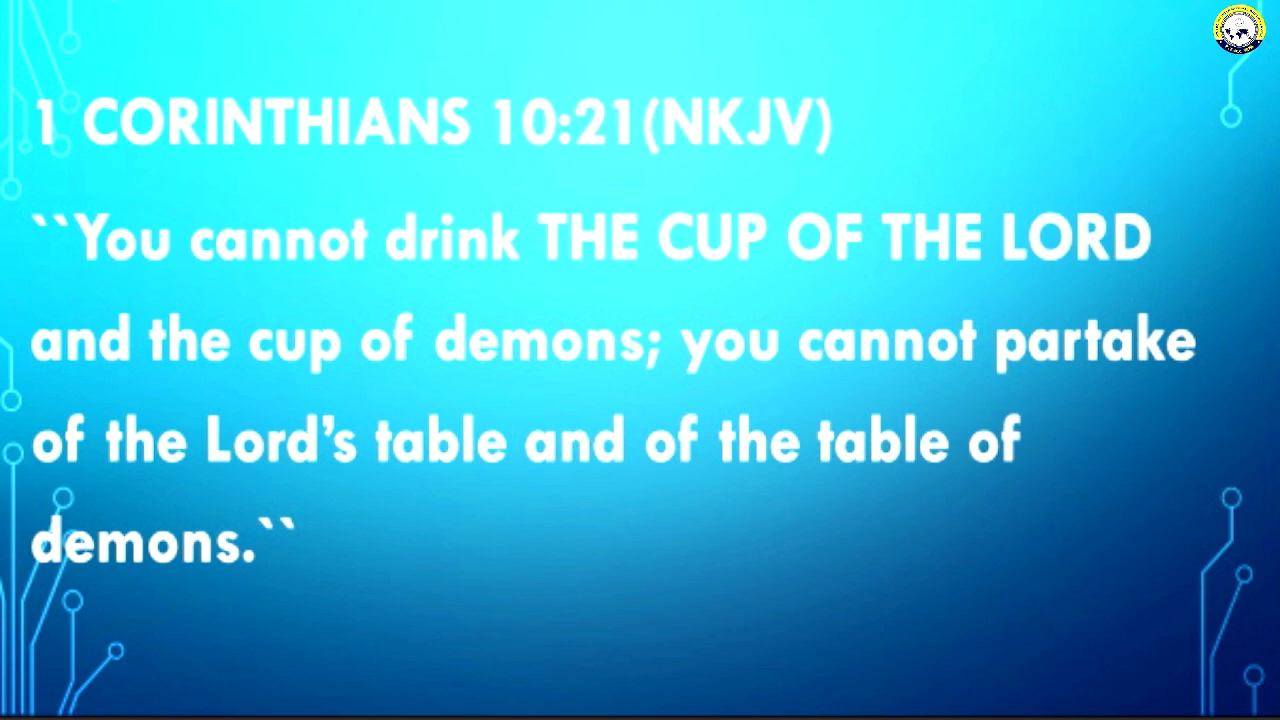 1 CORINTHIANS 10:21(NKJV)
``You cannot drink THE CUP OF THE LORD
and the cup of demons; you cannot partake
of the Lord’s table and of the table of
demons.``